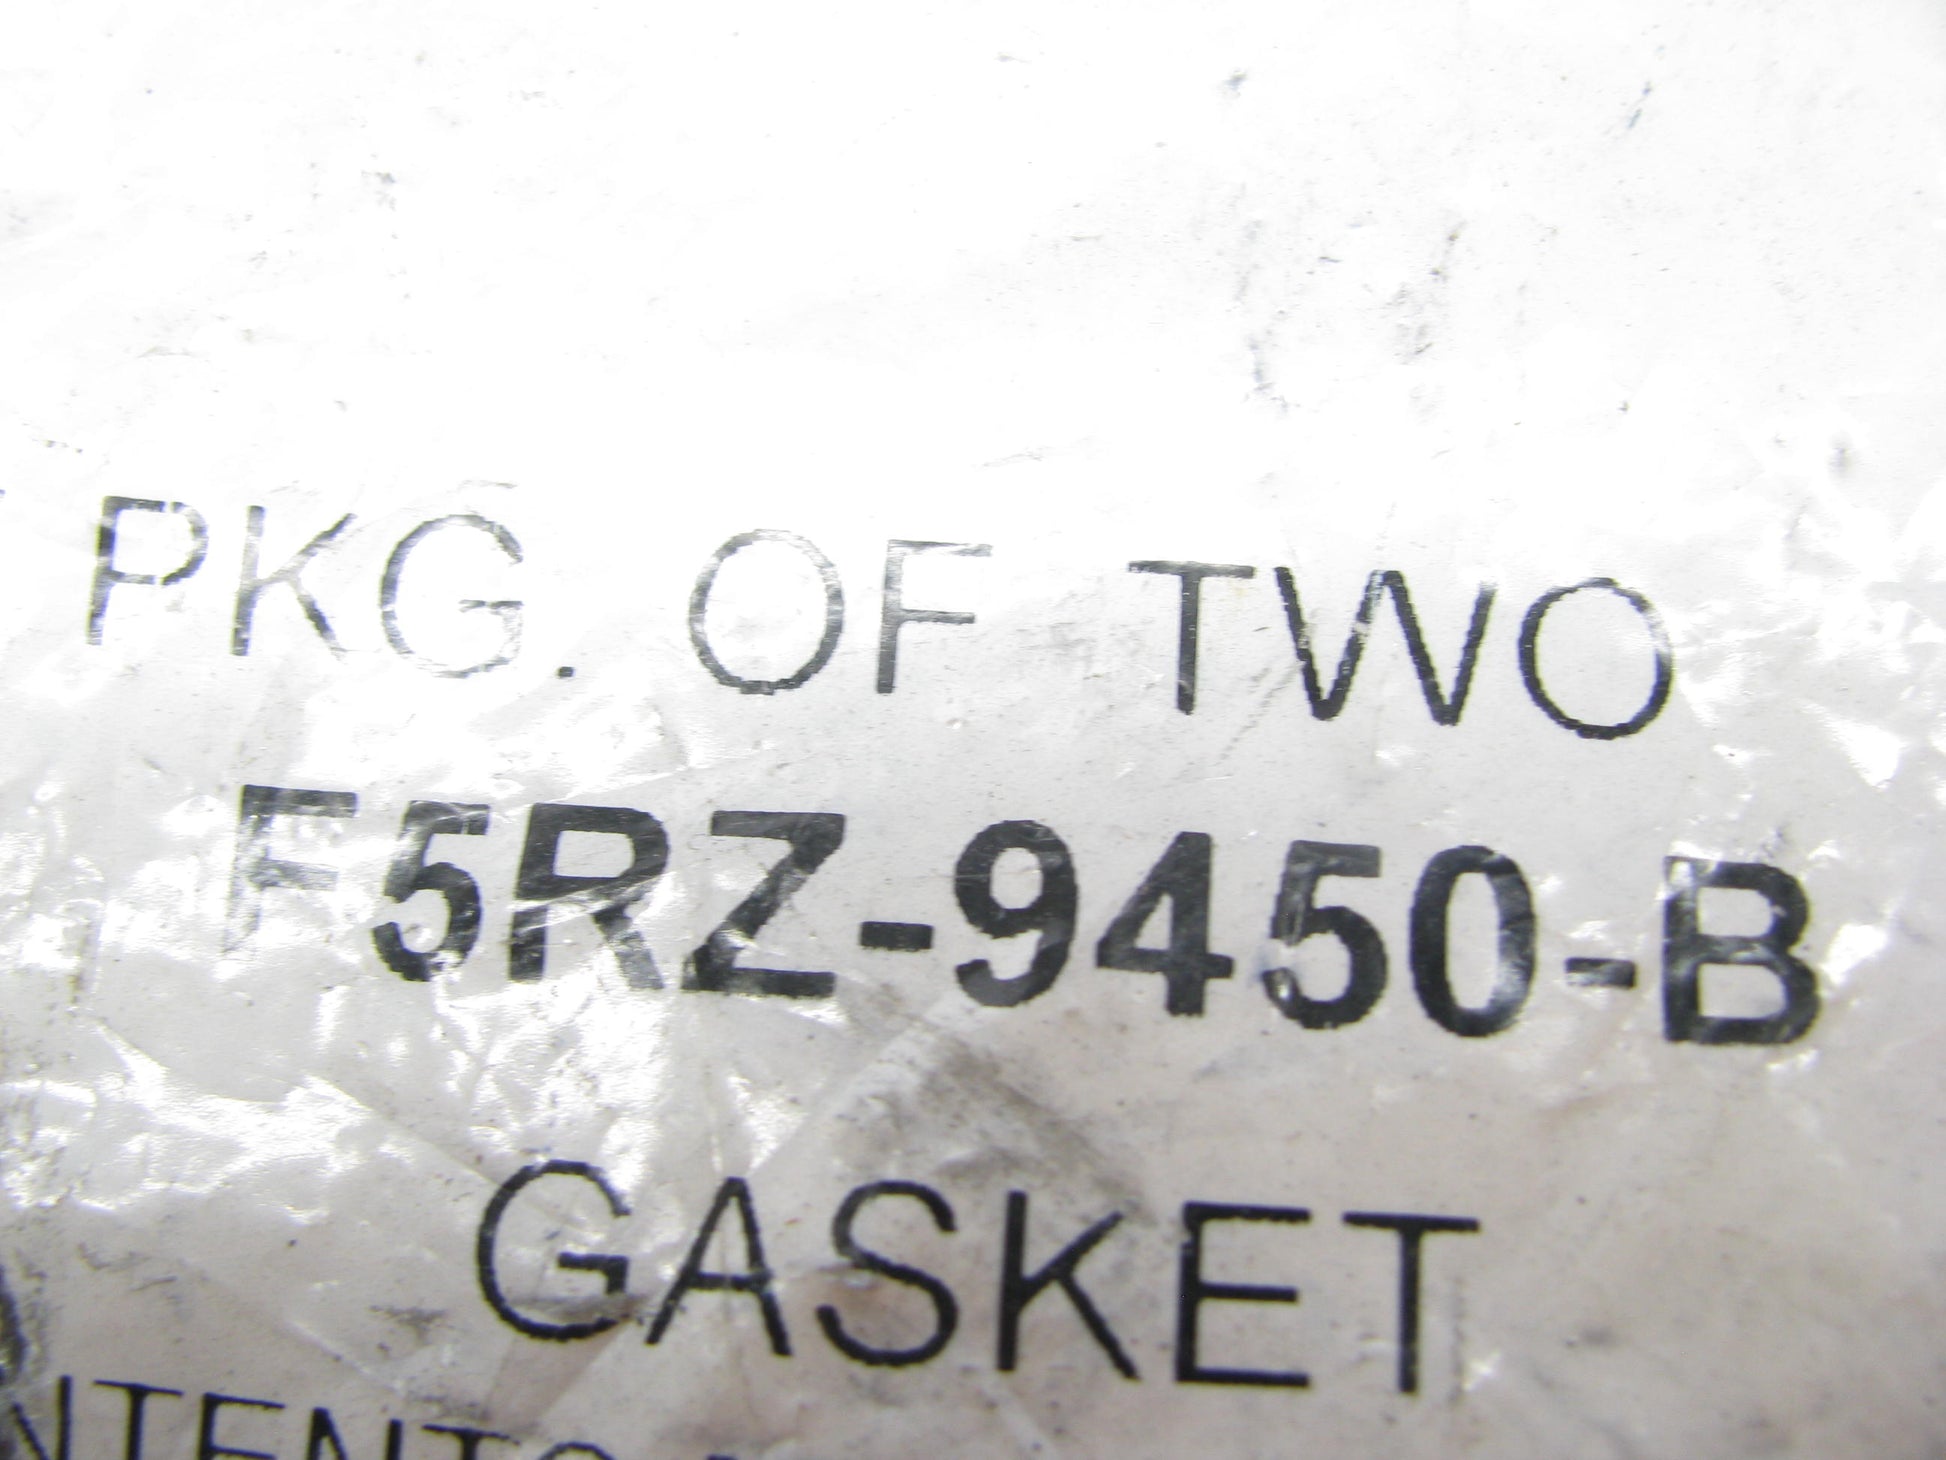 PKG. OF TWO
F5RZ-9450-B
GASKET